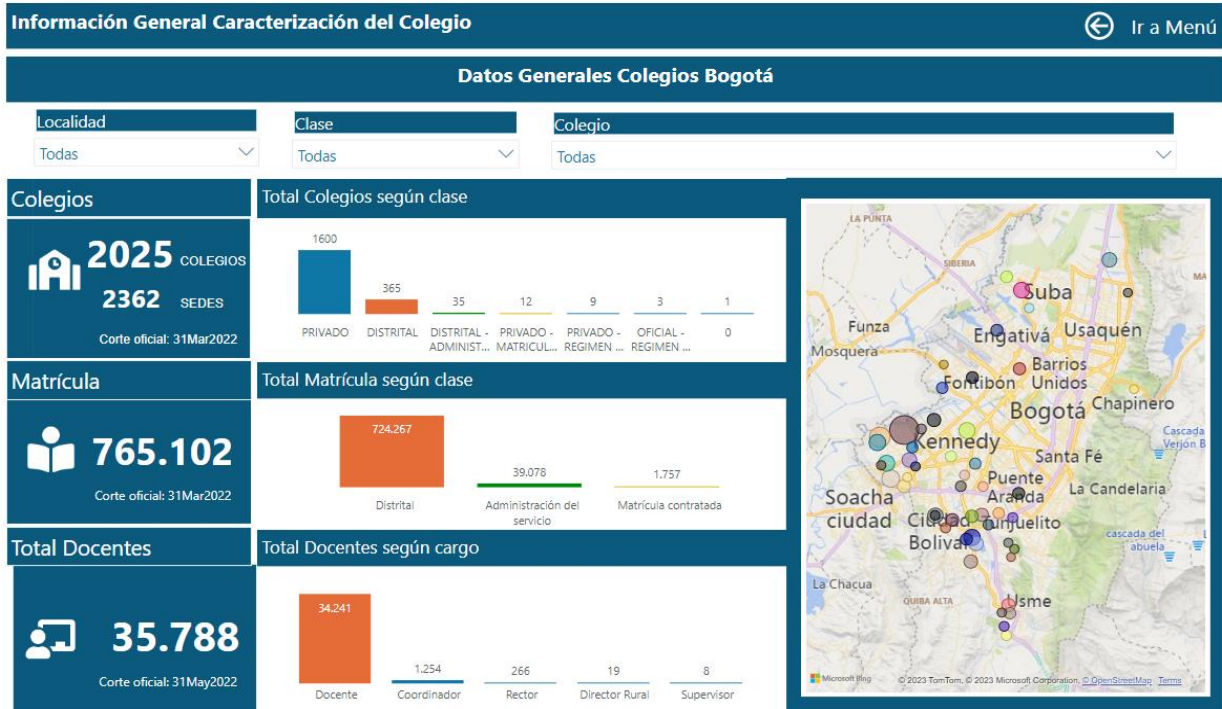 Información General Caracterización del Colegio
Ir a Menú
Datos Generales Colegios Bogotá
Localidad
Todas
Clase
Todas
Colegio
Todas
Colegios
2025 COLEGIOS
2362 SEDES
Corte oficial: 31Mar2022
Total Colegios según clase
1600
365
35
12
9
3
1
PRIVADO
DISTRITAL
DISTRITAL -
ADMINIST...
PRIVADO -
MATRICUL...
PRIVADO -
REGIMEN ...
OFICIAL -
REGIMEN ...
0
Matrícula
765.102
Corte oficial: 31Mar2022
Total Matrícula según clase
724.267
39.078
1.757
Distrital
Administración del
servicio
Matrícula contratada
Total Docentes
35.788
Corte oficial: 31May2022
Total Docentes según cargo
34.241
1.254
266
19
8
Docente
Coordinador
Rector
Director Rural
Supervisor
LA PUNTA
SIBERIA
MA
Suba
Funza
Engativá
Usaquén
Mosquera
Barrios
Unidos
Fontibón
Bogotá
Chapinero
Kennedy
Cascada
Verjón B
Santa Fé
Puente
Aranda
La Candelaria
Soacha
ciudad
Ciudad
Bolívar
Tunjuelito
cascada del
abuela
La Chacua
QUIBA ALTA
Usme
Microsoft Bing
© 2023 TomTom, © 2023 Microsoft Corporation, © OpenStreetMap Terms